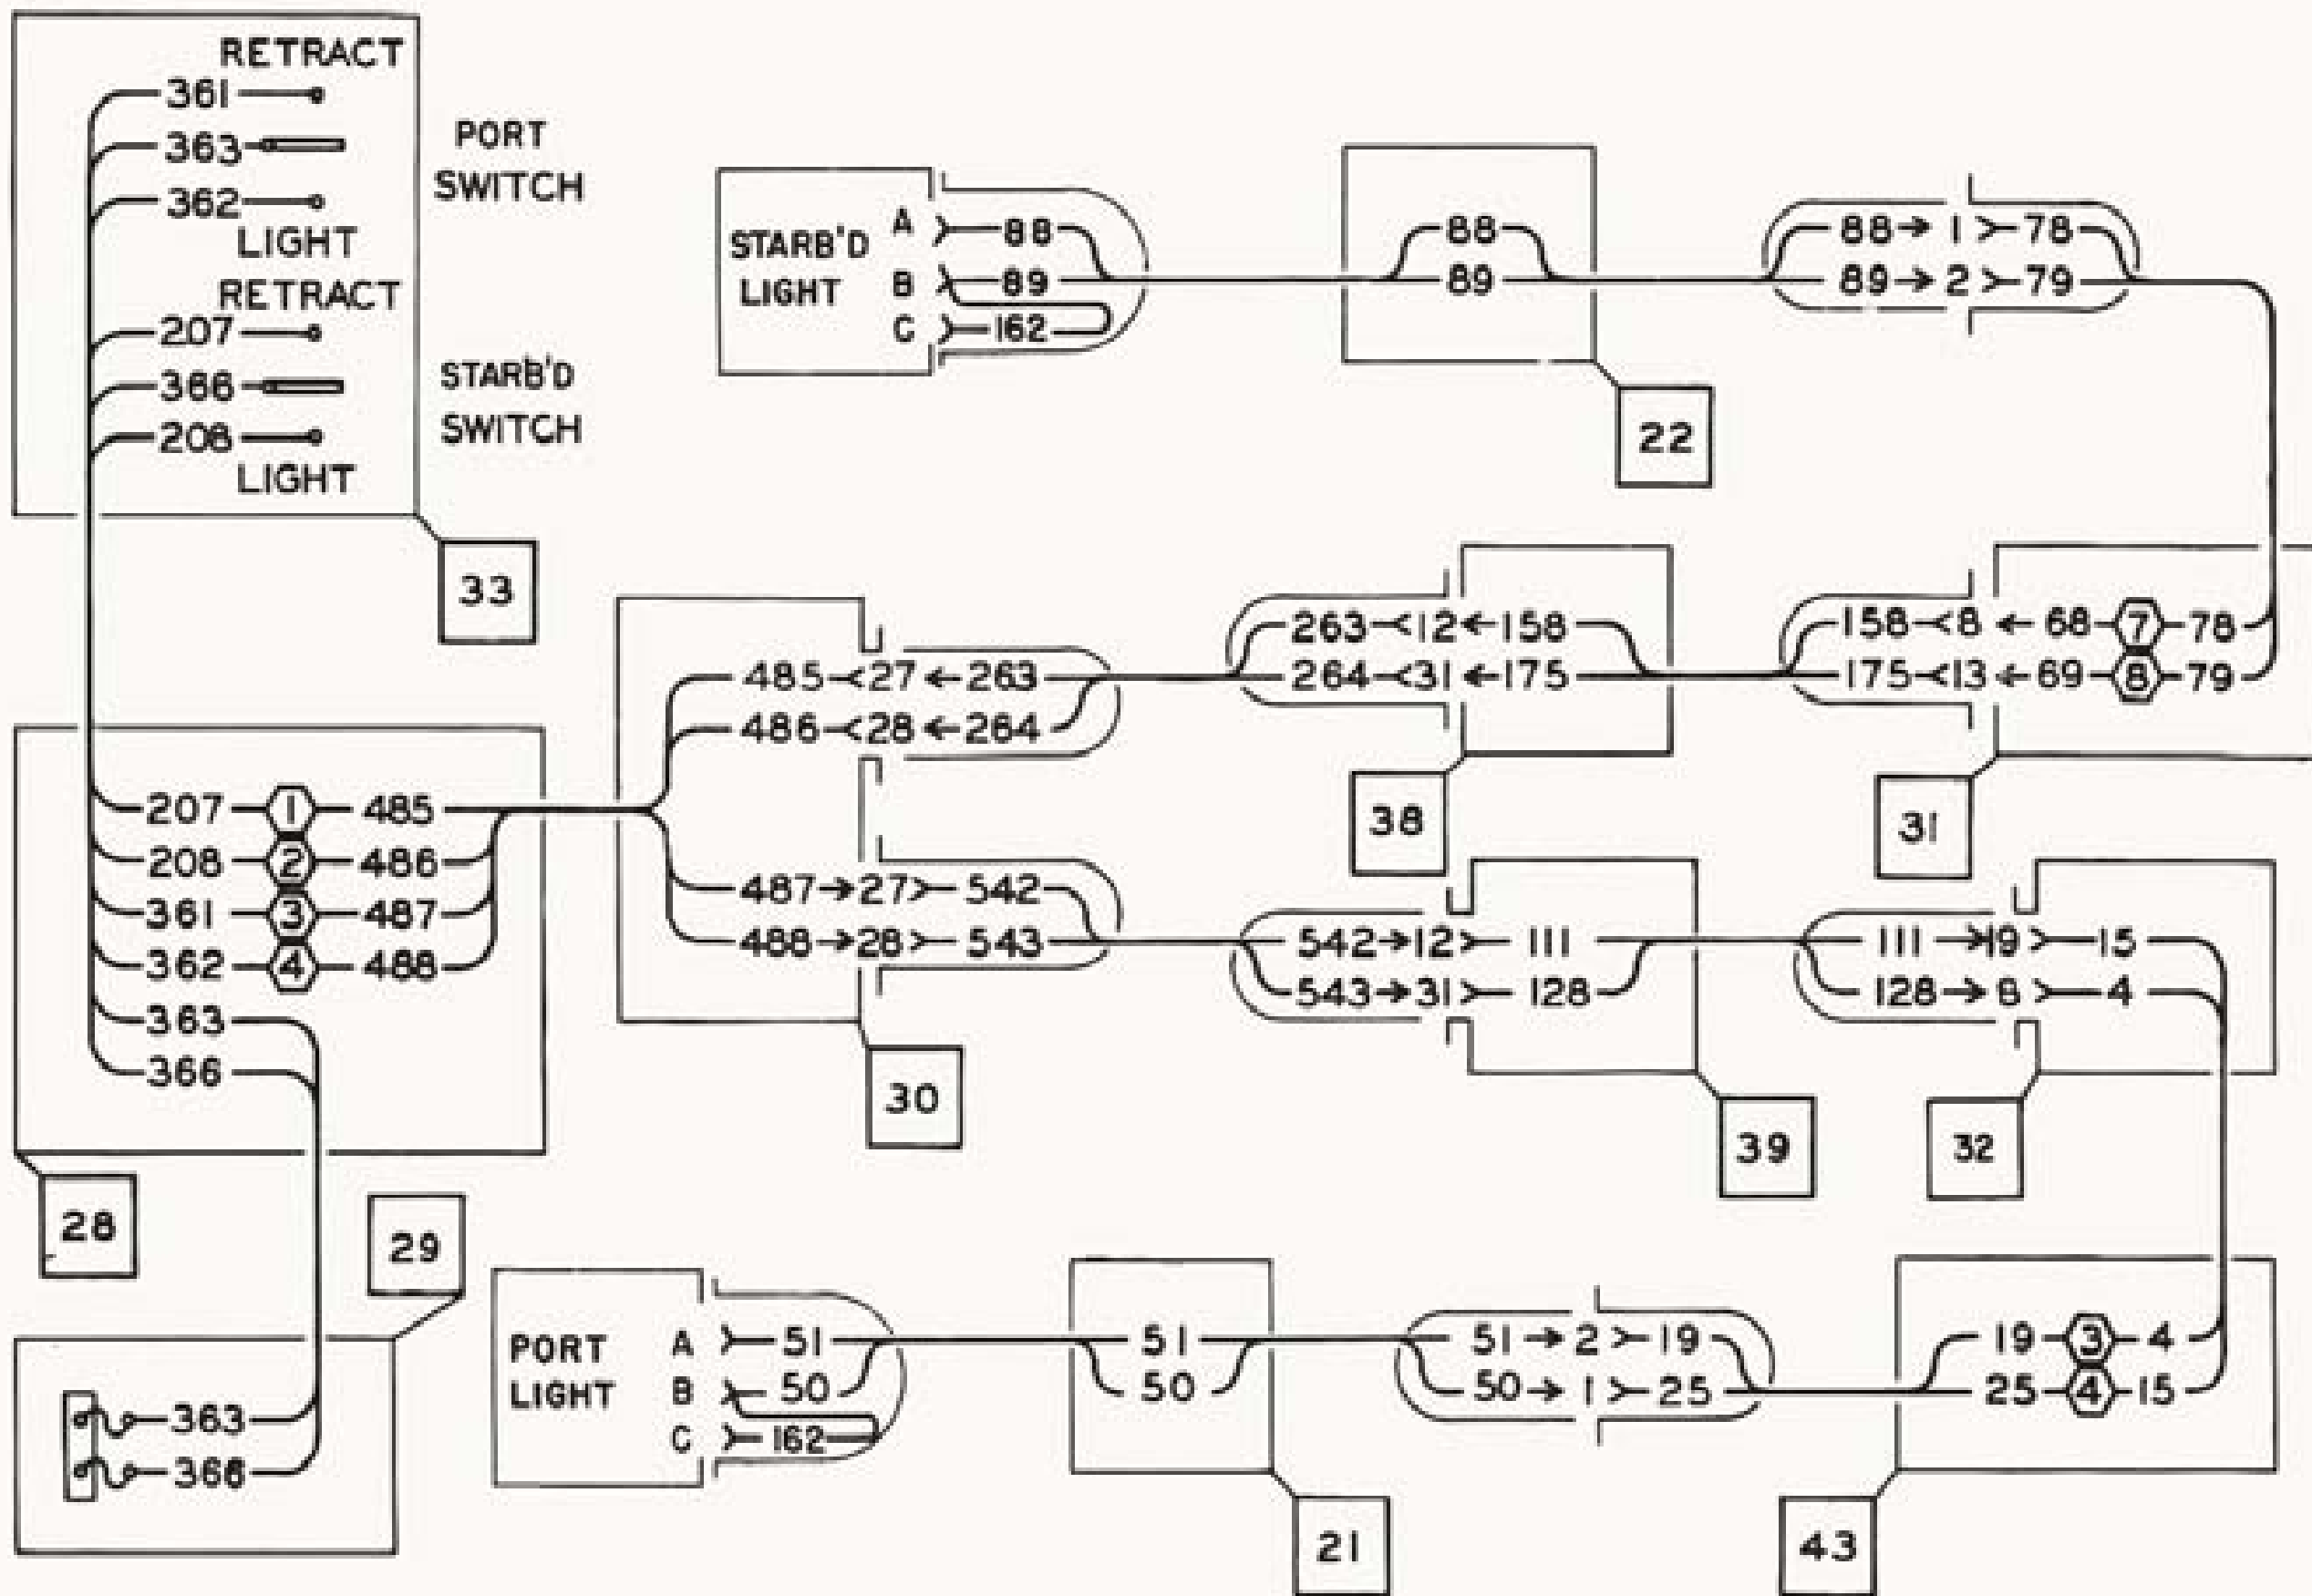 RETRACT
361
363
362
LIGHT
PORT
SWITCH
RETRACT
207
366
208
LIGHT
STARB'D
SWITCH
33
STARB'D
LIGHT
A 88
B 89
C 162
88
89
22
88 1 78
89 2 79
485 27 263
486 28 264
263 12 158
264 31 175
38
158 8 68 7 78
175 13 69 8 79
31
207 1 485
208 2 486
361 3 487
362 4 488
363
366
28
487 27 542
488 28 543
30
542 12 111
543 31 128
39
111 19 15
128 8 4
32
29
363
366
PORT
LIGHT
A 51
B 50
C 162
51
50
21
51 2 19
50 1 25
19 3 4
25 4 15
43